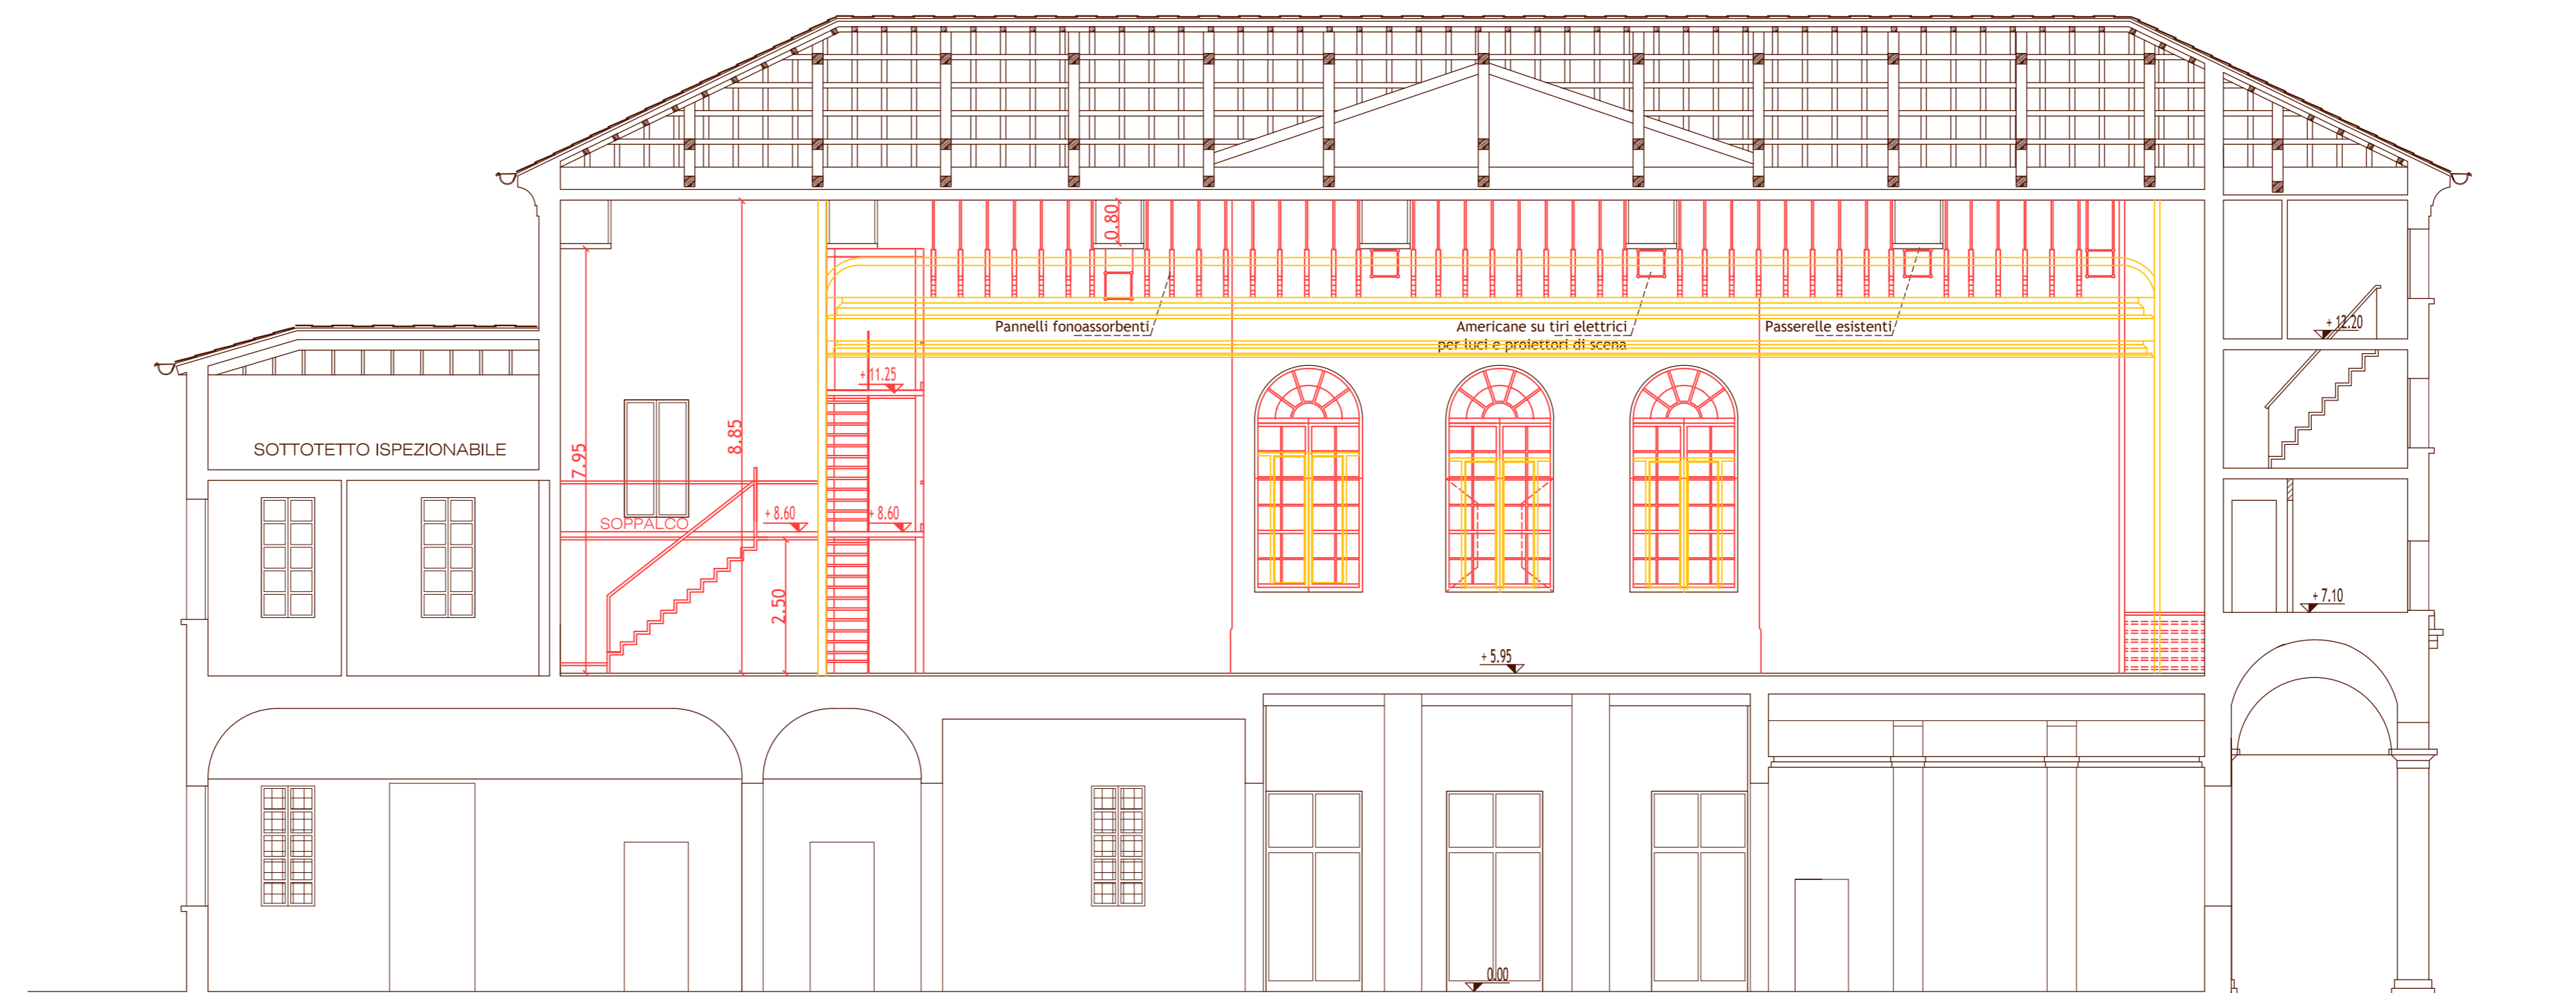 0.80
Pannelli fonoassorbenti
Americane su tiri elettrici
per luci e proiettori di scena
Passerelle esistenti
+ 12.20
+ 11.25
SOTTOTETTO ISPEZIONABILE
7.95
8.85
SOPPALCO
+ 8.60
+ 8.60
2.50
+ 7.10
+ 5.95
0.00